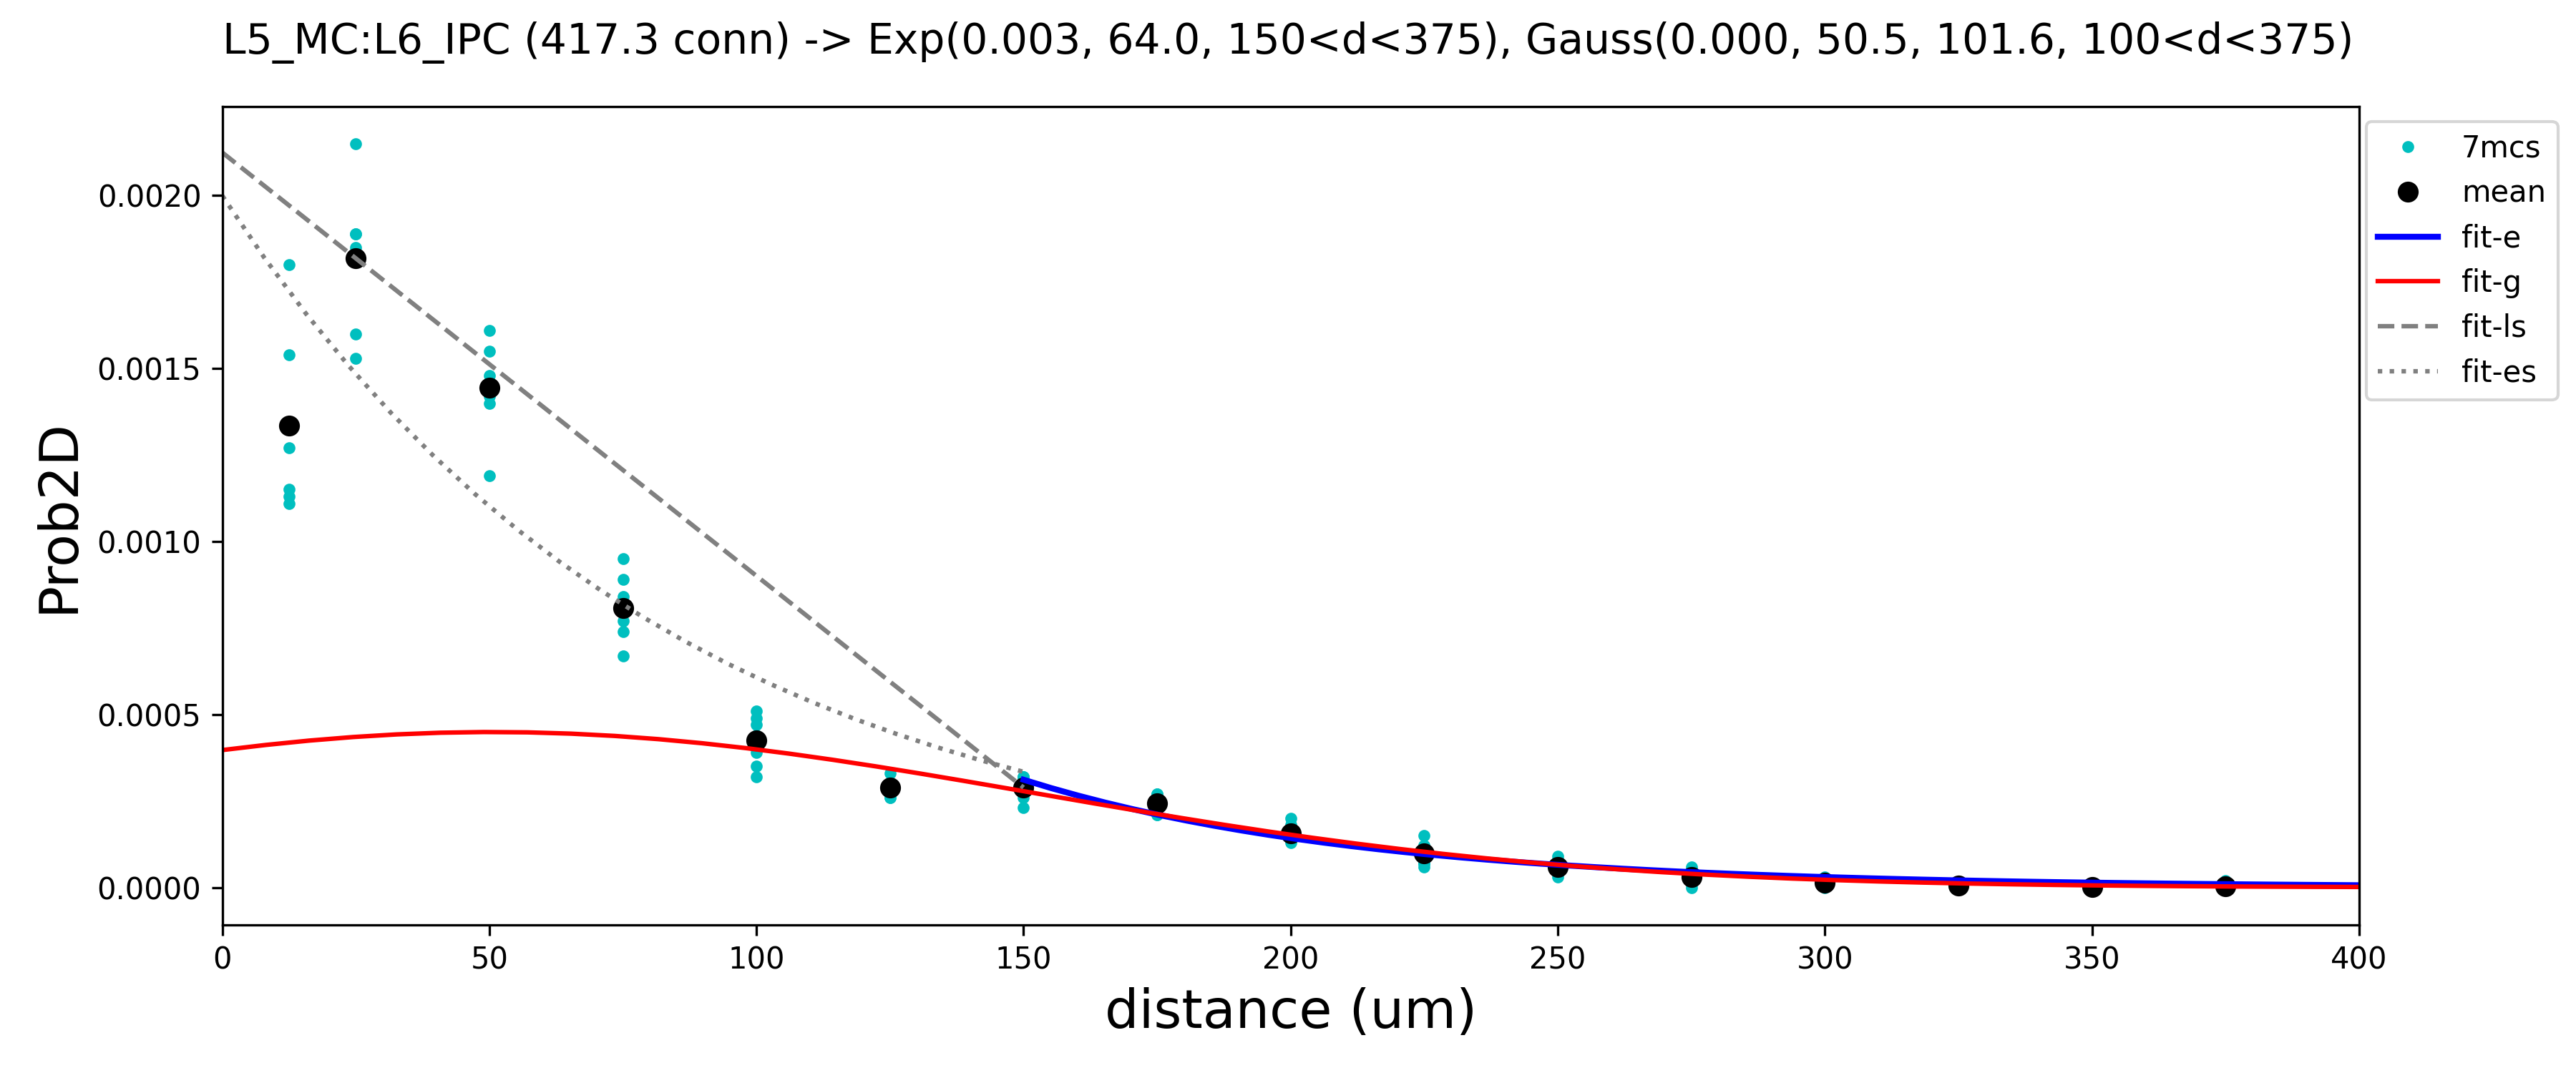 L5_MC:L6_IPC (417.3 conn) -> Exp(0.003, 64.0, 150<d<375), Gauss(0.000, 50.5, 101.6, 100<d<375)
7mcs
mean
fit-e
fit-g
fit-ls
fit-es
Prob2D
0.0020
0.0015
0.0010
0.0005
0.0000
0 50 100 150 200 250 300 350 400
distance (um)